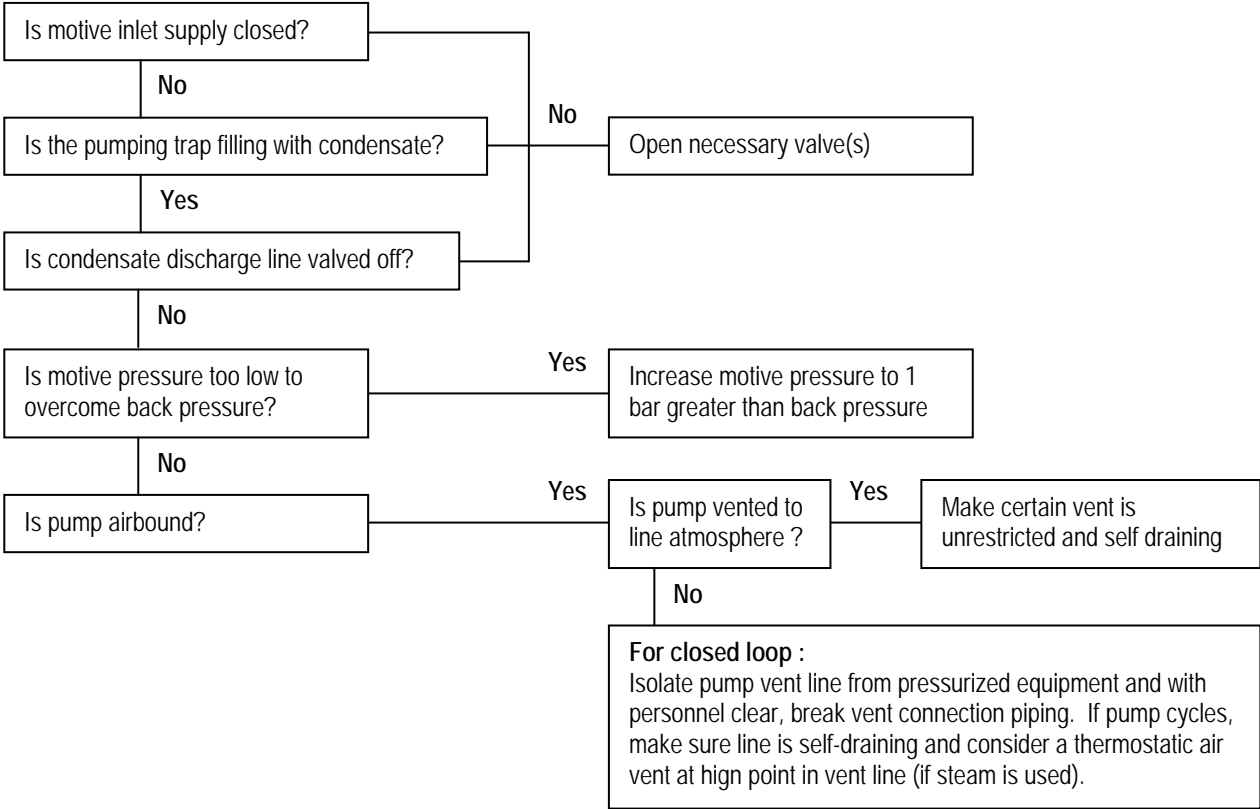 Is motive inlet supply closed?
No
No
Is the pumping trap filling with condensate?
Open necessary valve(s)
Yes
Is condensate discharge line valved off?
No
Is motive pressure too low to
overcome back pressure?
Yes
Increase motive pressure to 1
bar greater than back pressure
No
Is pump airbound?
Yes
Is pump vented to
line atmosphere ?
Yes
Make certain vent is
unrestricted and self draining
No
For closed loop :
Isolate pump vent line from pressurized equipment and with
personnel clear, break vent connection piping. If pump cycles,
make sure line is self-draining and consider a thermostatic air
vent at hign point in vent line (if steam is used).